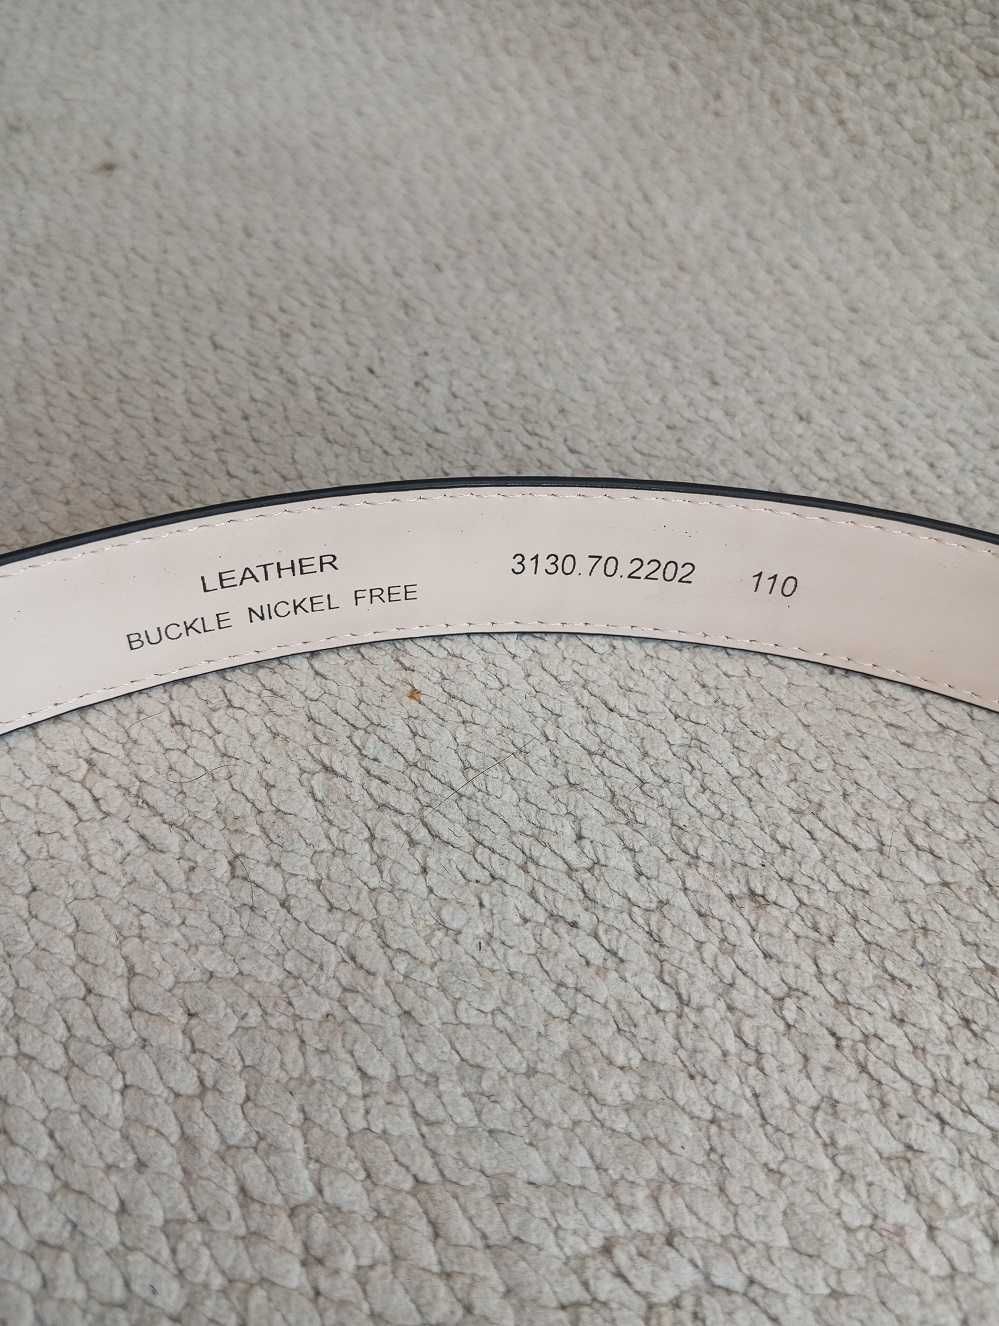 LEATHER
BUCKLE NICKEL FREE
3130.70.2202 110